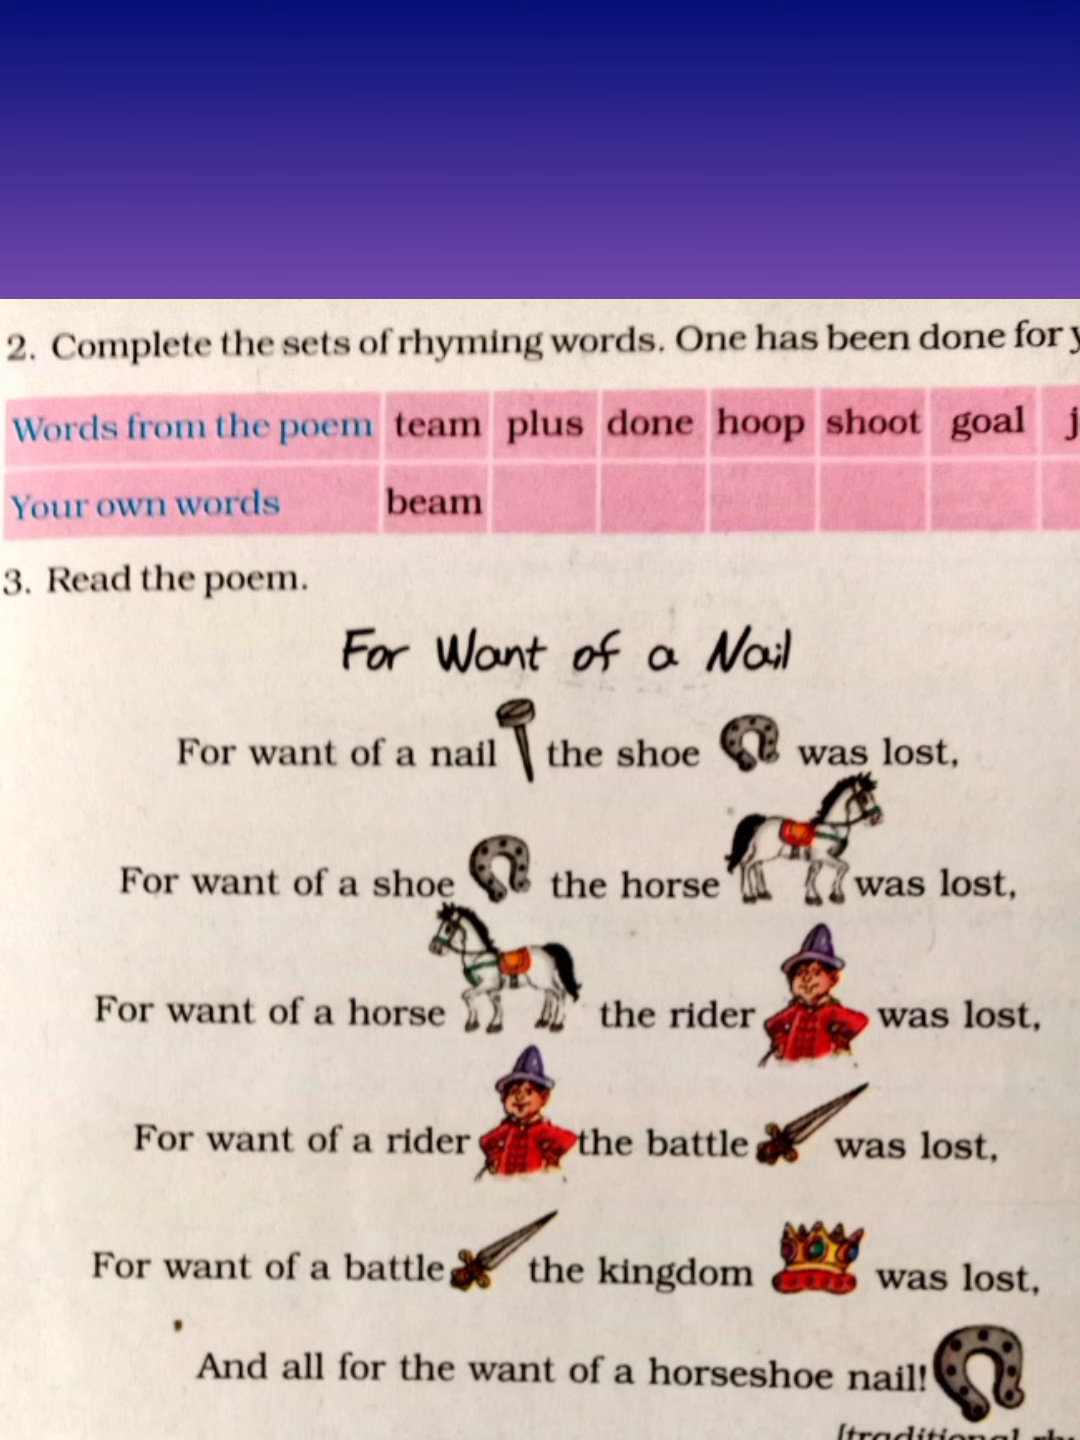 2. Complete the sets of rhyming words. One has been done for
Words from the poem team plus done hoop shoot goal
Your own words beam
3. Read the poem.
For Want of a Nail
For want of a nail the shoe was lost,
For want of a shoe the horse was lost,
For want of a horse the rider was lost,
For want of a rider the battle was lost,
For want of a battle the kingdom was lost,
And all for the want of a horseshoe nail!